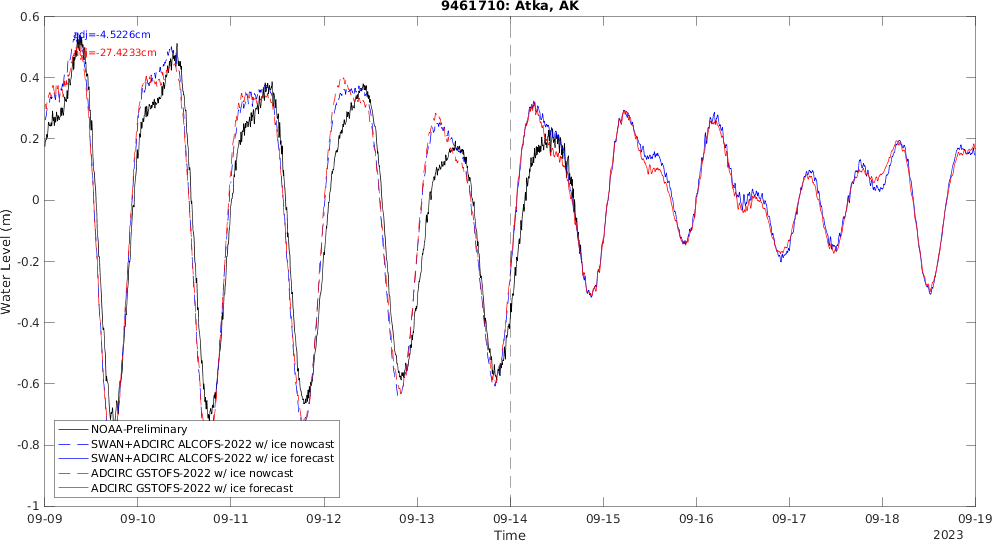 9461710: Atka, AK
adj=-4.5226cm
adj=-27.4233cm
Water Level (m)
0.6
0.4
0.2
0
-0.2
-0.4
-0.6
-0.8
-1
NOAA-Preliminary
SWAN+ADCIRC ALCOFS-2022 w/ ice nowcast
SWAN+ADCIRC ALCOFS-2022 w/ ice forecast
ADCIRC GSTOFS-2022 w/ ice nowcast
ADCIRC GSTOFS-2022 w/ ice forecast
09-09 09-10 09-11 09-12 09-13 09-14 09-15 09-16 09-17 09-18 09-19
Time
2023